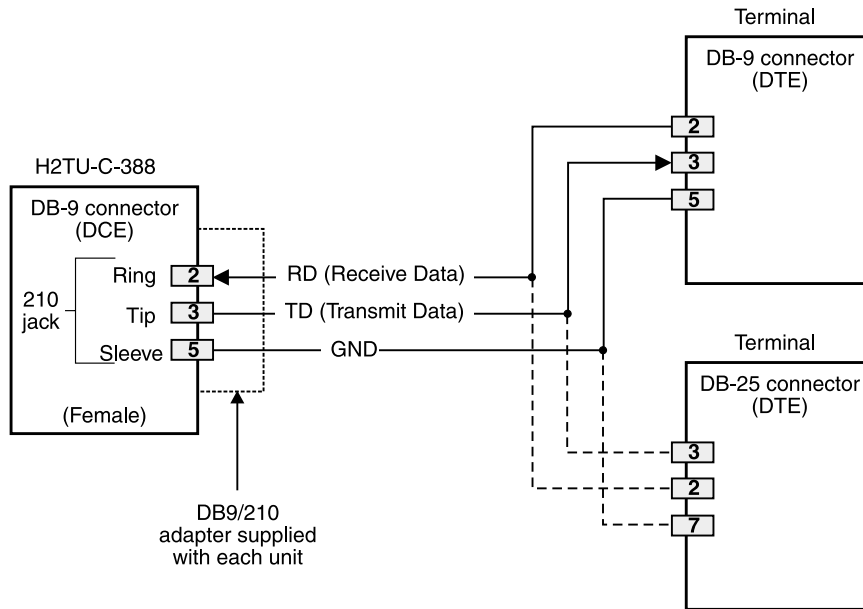 Terminal
DB-9 connector
(DTE)
2
3
5
H2TU-C-388
DB-9 connector
(DCE)
210
jack
Ring
2
RD (Receive Data)
Tip
3
TD (Transmit Data)
Sleeve
5
GND
(Female)
DB9/210
adapter supplied
with each unit
Terminal
DB-25 connector
(DTE)
3
2
7